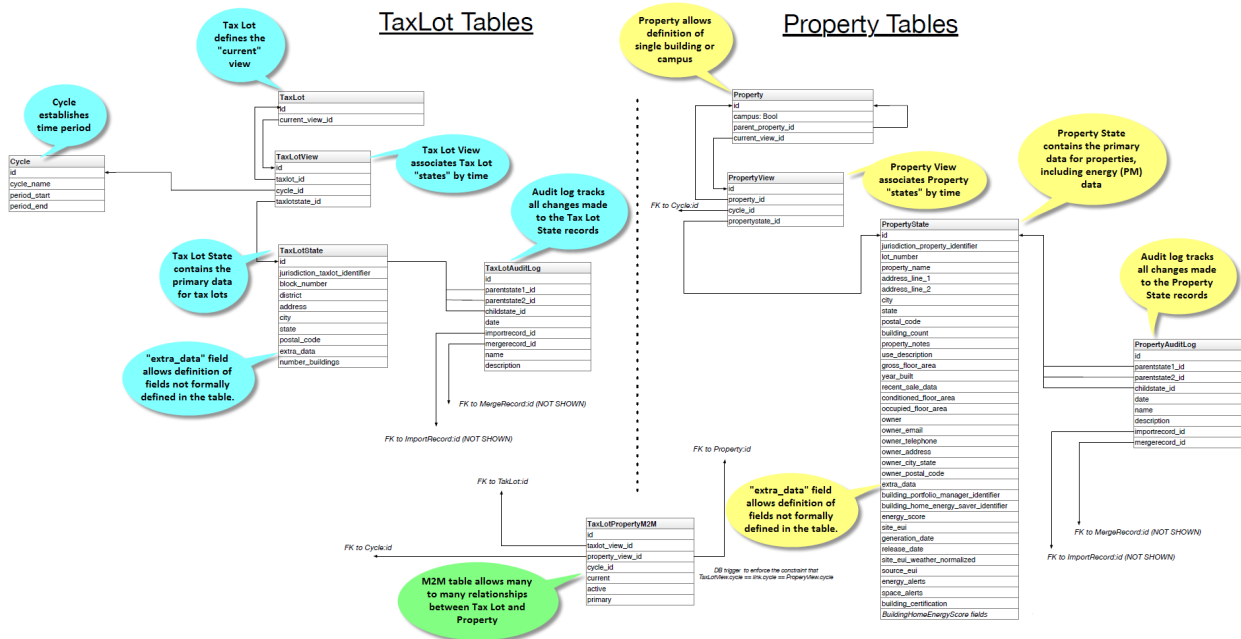 TaxLot Tables
Property Tables
Tax Lot
defines the
"current"
view
Cycle
establishes
time period
TaxLot
id
current_view_id
Cycle
id
cycle_name
period_start
period_end
TaxLotView
id
taxlot_id
cycle_id
taxlotstate_id
Tax Lot View
associates Tax Lot
"states" by time
Audit log tracks
all changes made
to the Tax Lot
State records
Tax Lot State
contains the
primary data
for tax lots
TaxLotState
id
jurisdiction_taxlot_identifier
block_number
district
address
city
state
postal_code
extra_data
number_buildings
TaxLotAuditLog
id
parentstate1_id
parentstate2_id
childstate_id
date
importrecord_id
mergerecord_id
name
description
"extra_data" field
allows definition of
fields not formally
defined in the table.
FK to MergeRecord:id (NOT SHOWN)
FK to ImportRecord:id (NOT SHOWN)
Property allows
definition of
single building or
campus
Property
id
campus: Bool
parent_property_id
current_view_id
PropertyView
id
property_id
cycle_id
propertystate_id
FK to Cycle:id
Property View
associates Property
"states" by time
Property State
contains the primary
data for properties,
including energy (PM)
data
PropertyState
id
jurisdiction_property_identifier
lot_number
property_name
address_line_1
address_line_2
city
state
postal_code
building_count
property_notes
use_description
gross_floor_area
year_built
recent_sale_data
conditioned_floor_area
occupied_floor_area
owner
owner_email
owner_telephone
owner_address
owner_city_state
owner_postal_code
extra_data
building_portfolio_manager_identifier
building_home_energy_saver_identifier
energy_score
site_eui
generation_date
release_date
site_eui_weather_normalized
source_eui
energy_alerts
space_alerts
building_certification
BuildingHomeEnergyScore fields
Audit log tracks
all changes made
to the Property
State records
PropertyAuditLog
id
parentstate1_id
parentstate2_id
childstate_id
date
name
description
importrecord_id
mergerecord_id
FK to MergeRecord:id (NOT SHOWN)
FK to ImportRecord:id (NOT SHOWN)
"extra_data" field
allows definition of
fields not formally
defined in the table.
FK to Property:id
FK to TakLot:id
FK to Cycle:id
TaxLotPropertyM2M
id
taxlot_view_id
property_view_id
cycle_id
current
active
primary
DB trigger to enforce the constraint that
TaxLotView.cycle == link.cycle == ProperyView.cycle
M2M table allows many
to many relationships
between Tax Lot and
Property